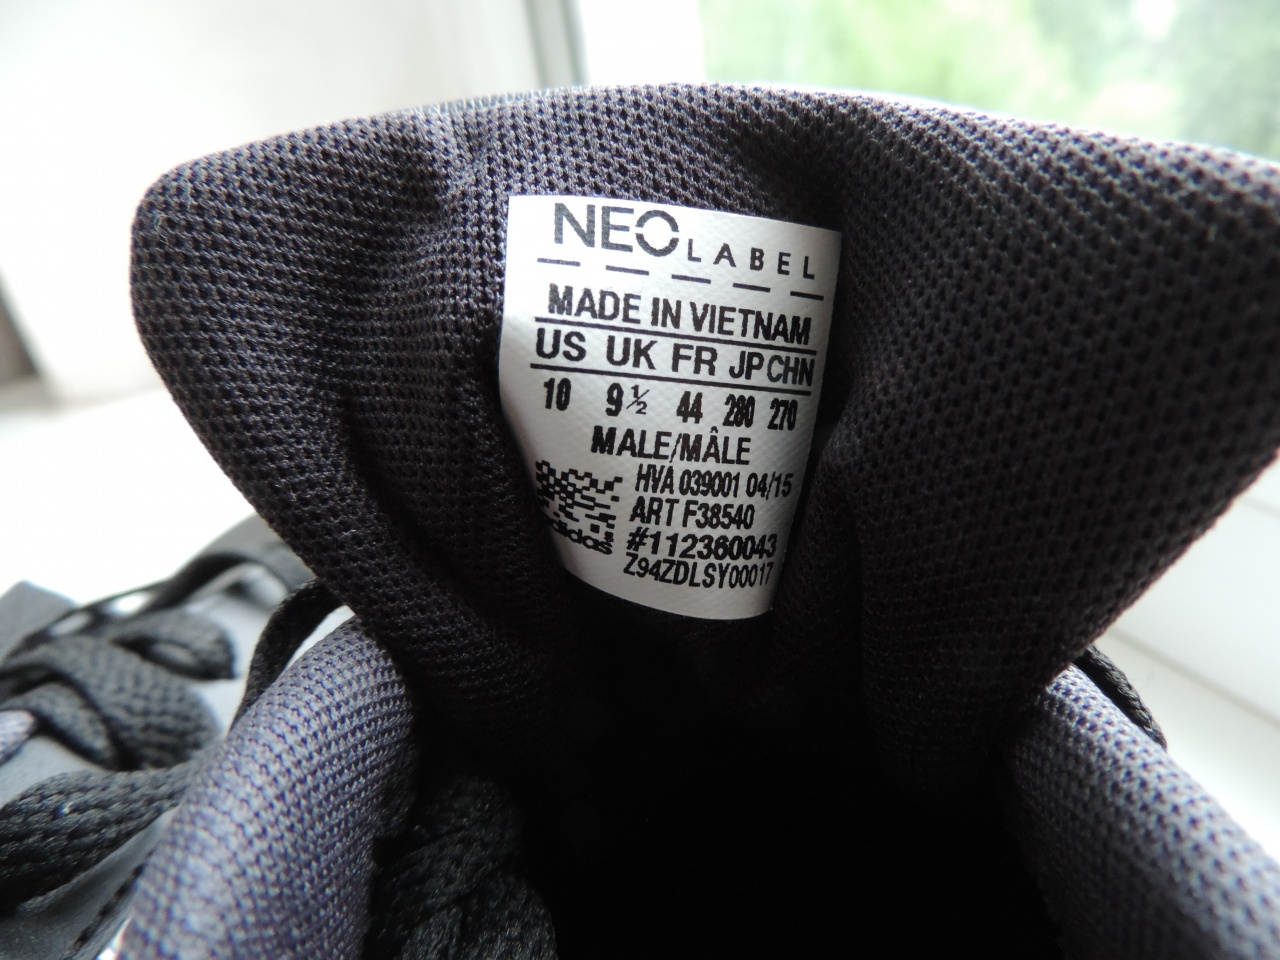 NEO LABEL
MADE IN VIETNAM
US UK FR JP CHN
10 9½ 44 280 270
MALE/MÂLE
HVA 039001 04/15
ART F38540
#112360043
adidas
Z94ZDLSY00017